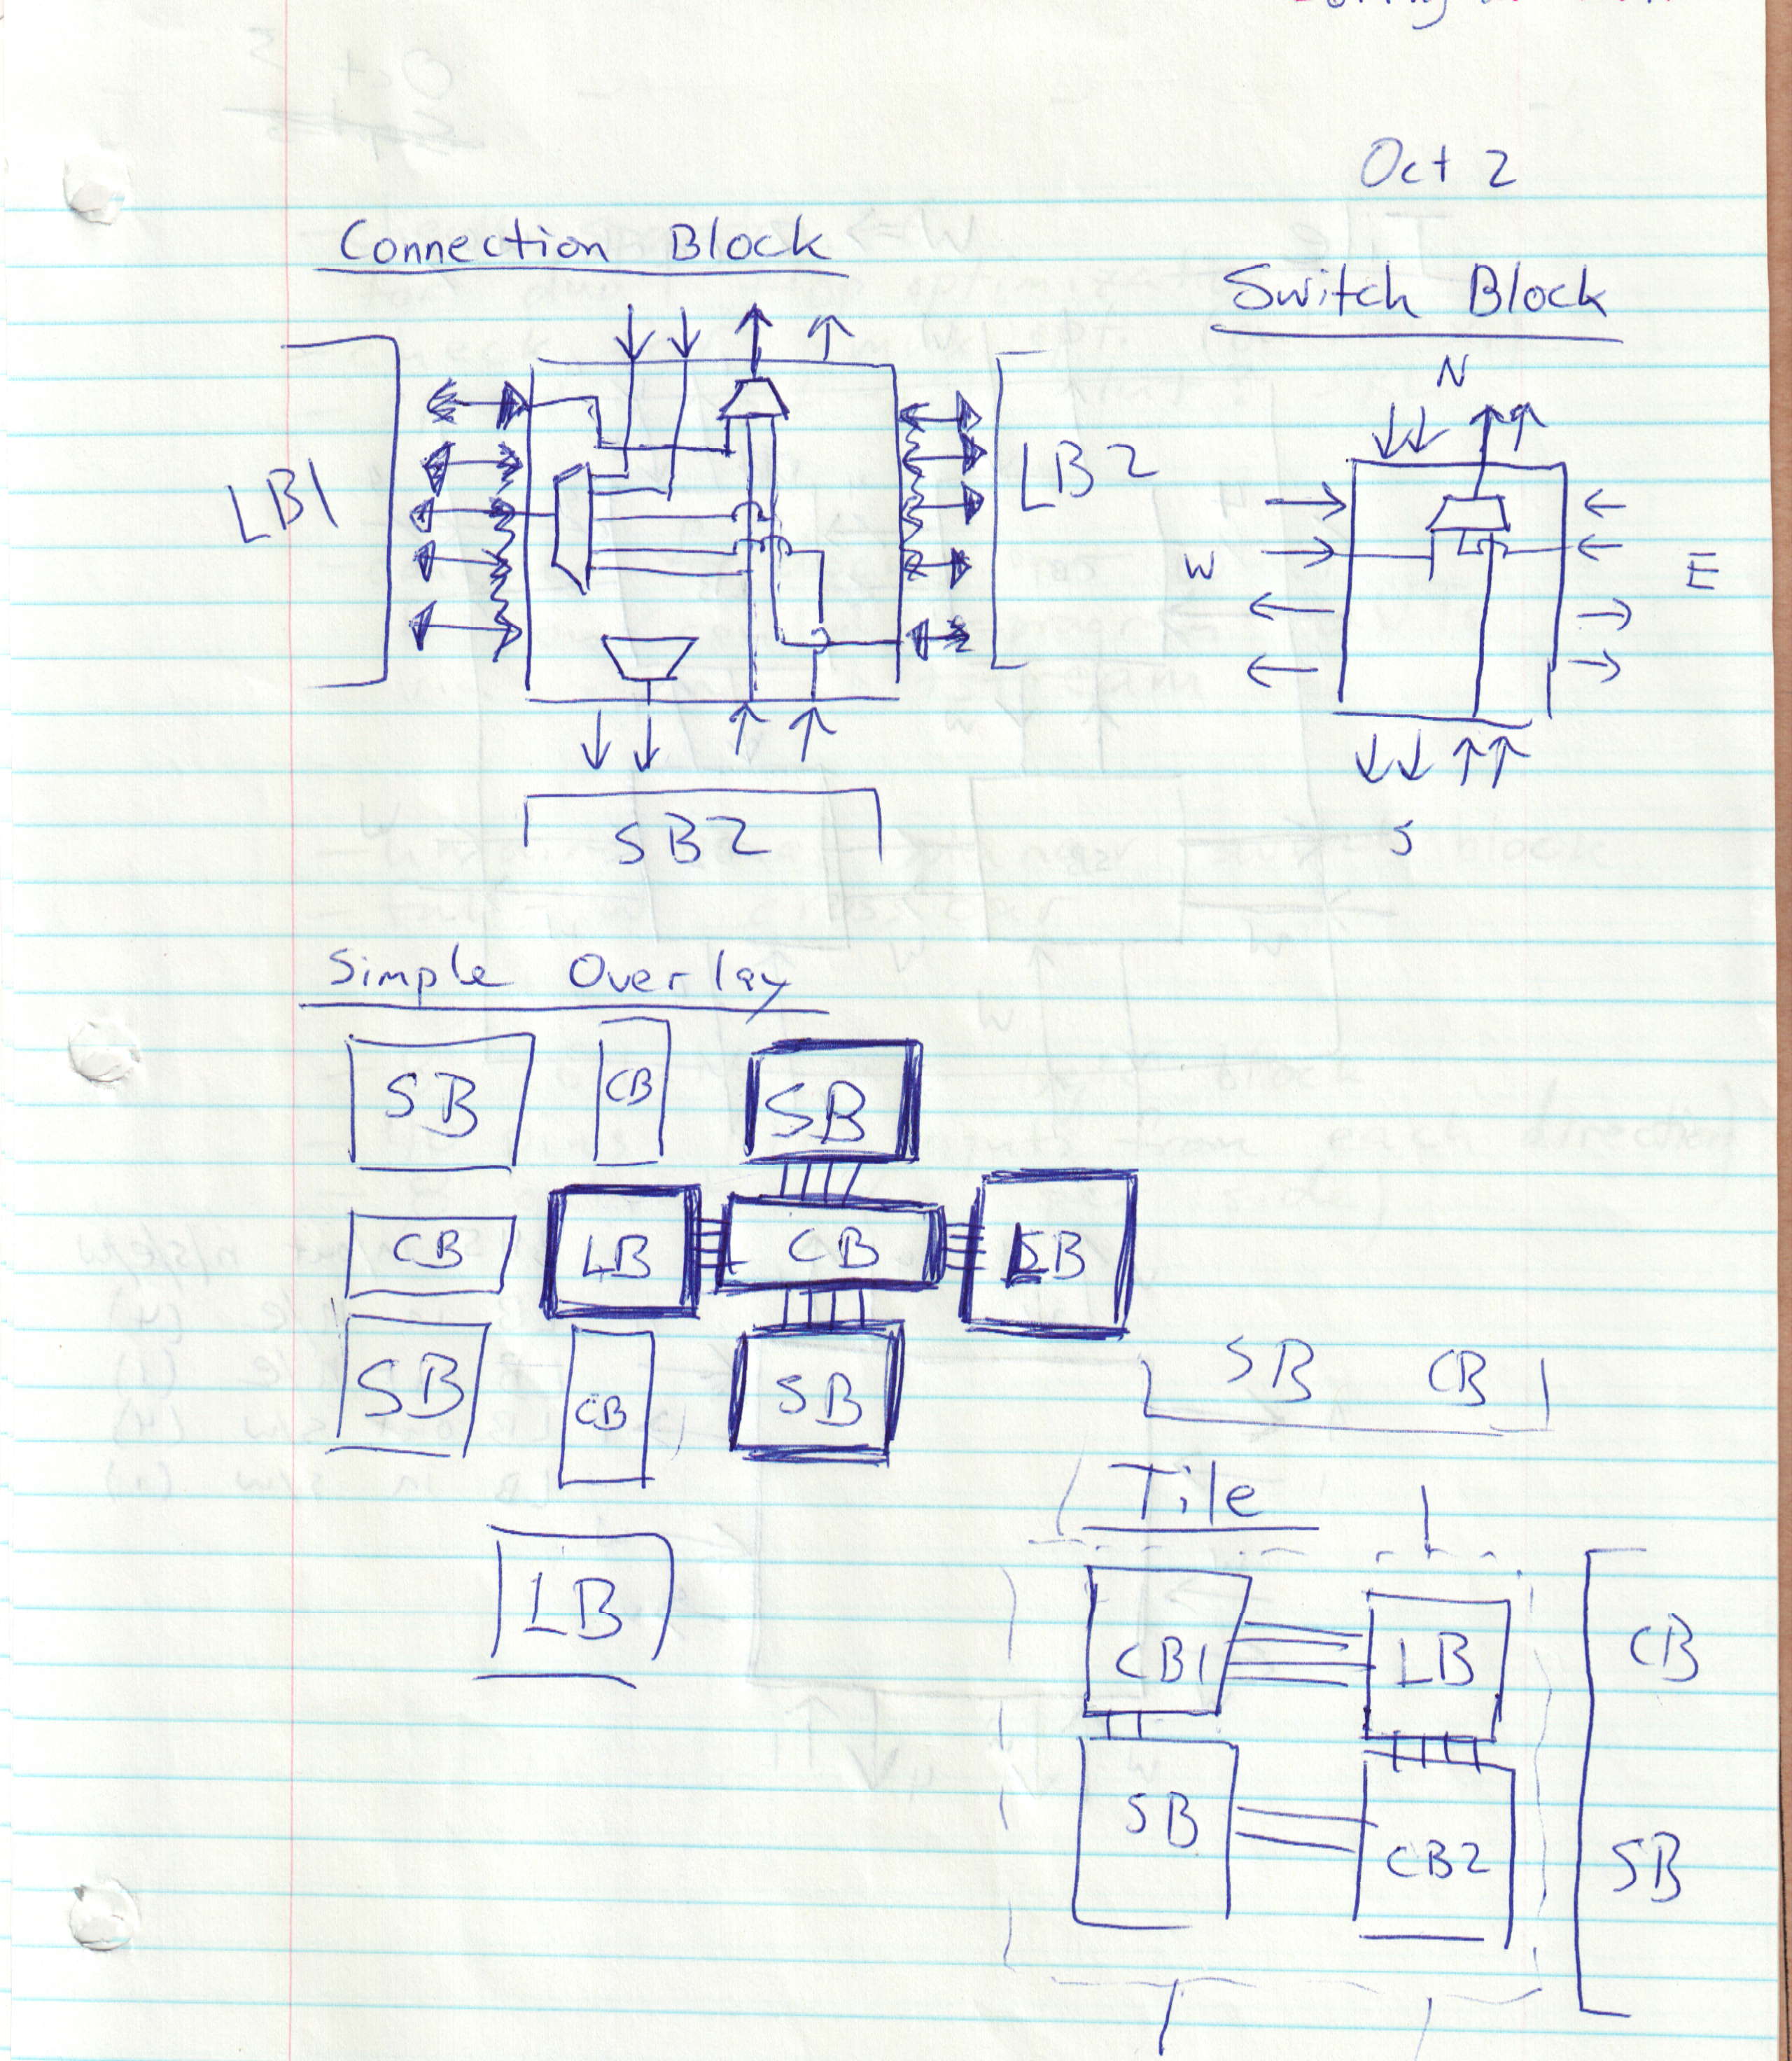 Oct 2
Connection Block
Switch Block
N
LB1
LB2
W
E
SB2
S
Simple Overlay
SB CB SB
CB LB CB SB
SB CB SB
SB CB
Tile
LB
CB1 LB CB
SB CB2 SB